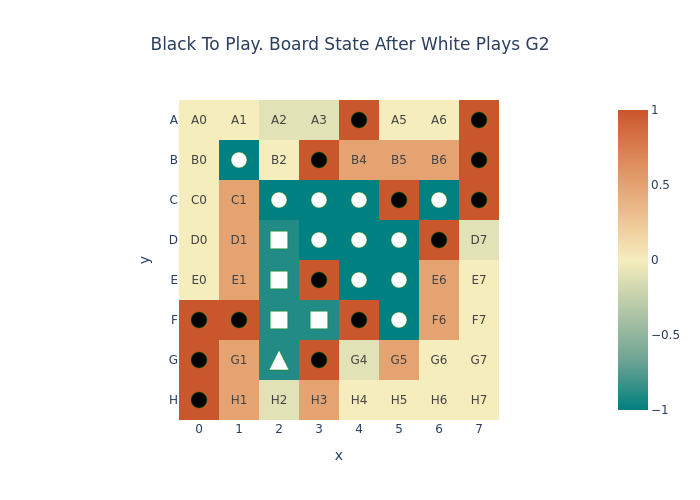 Black To Play. Board State After White Plays G2
A A0 A1 A2 A3 A5 A6
B B0 B2 B4 B5 B6
C C0 C1
D D0 D1 D7
E E0 E1 E6 E7
F F6 F7
G G1 G4 G5 G6 G7
H H1 H2 H3 H4 H5 H6 H7
0 1 2 3 4 5 6 7
x
y
1
0.5
0
−0.5
−1